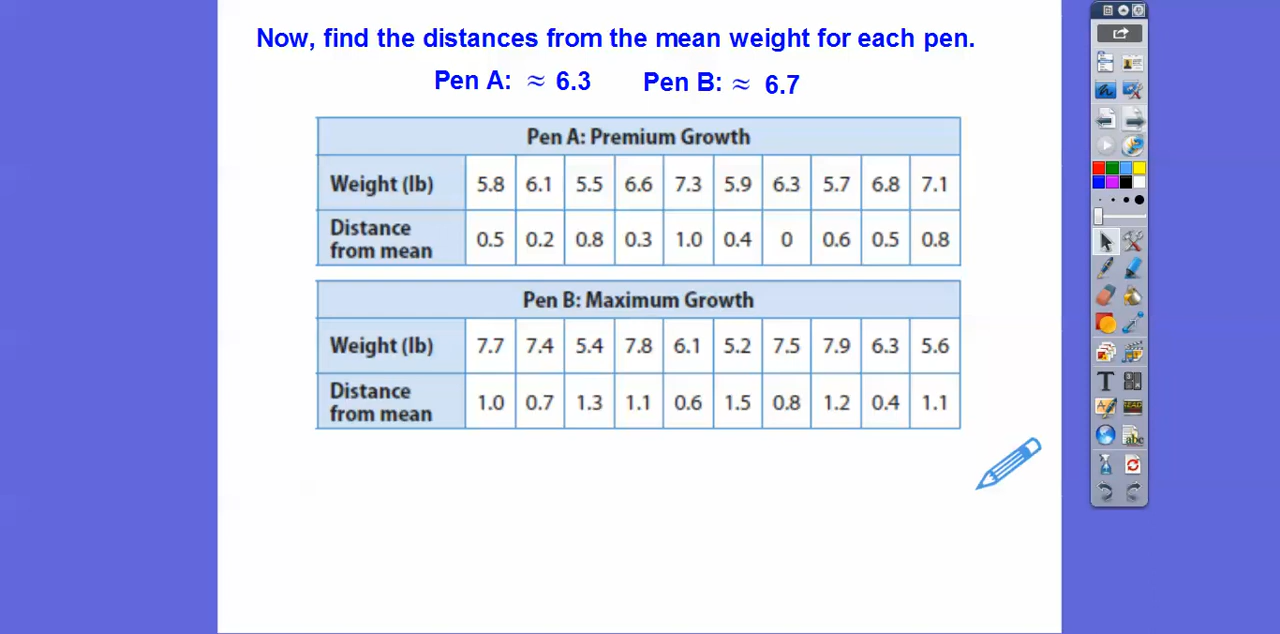 Now, find the distances from the mean weight for each pen.
Pen A: ≈ 6.3 Pen B: ≈ 6.7
Pen A: Premium Growth
Weight (lb) 5.8 6.1 5.5 6.6 7.3 5.9 6.3 5.7 6.8 7.1
Distance
from mean 0.5 0.2 0.8 0.3 1.0 0.4 0 0.6 0.5 0.8
Pen B: Maximum Growth
Weight (lb) 7.7 7.4 5.4 7.8 6.1 5.2 7.5 7.9 6.3 5.6
Distance
from mean 1.0 0.7 1.3 1.1 0.6 1.5 0.8 1.2 0.4 1.1
T
abc